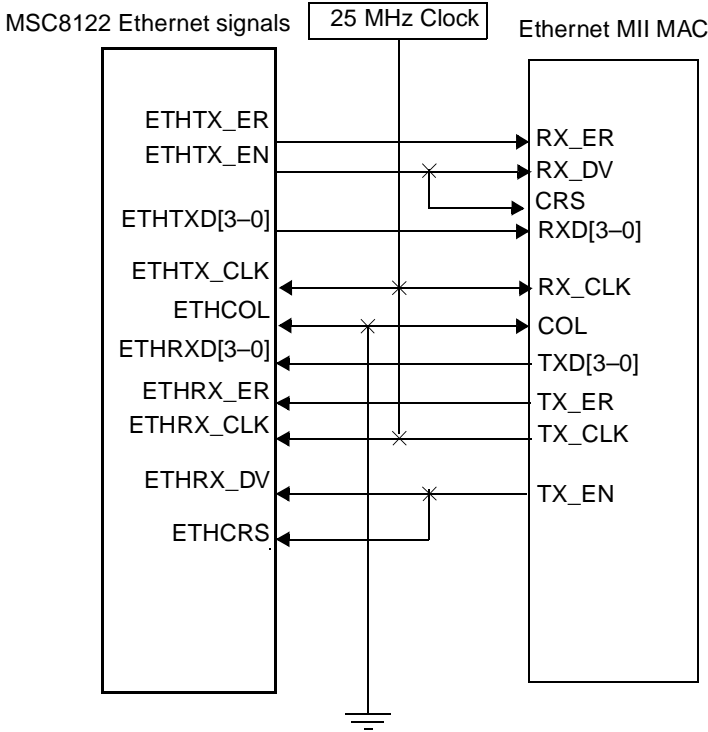 MSC8122 Ethernet signals
25 MHz Clock
Ethernet MII MAC
ETHTX_ER
ETHTX_EN
ETHTXD[3–0]
ETHTX_CLK
ETHCOL
ETHRXD[3–0]
ETHRX_ER
ETHRX_CLK
ETHRX_DV
ETHCRS
RX_ER
RX_DV
CRS
RXD[3–0]
RX_CLK
COL
TXD[3–0]
TX_ER
TX_CLK
TX_EN